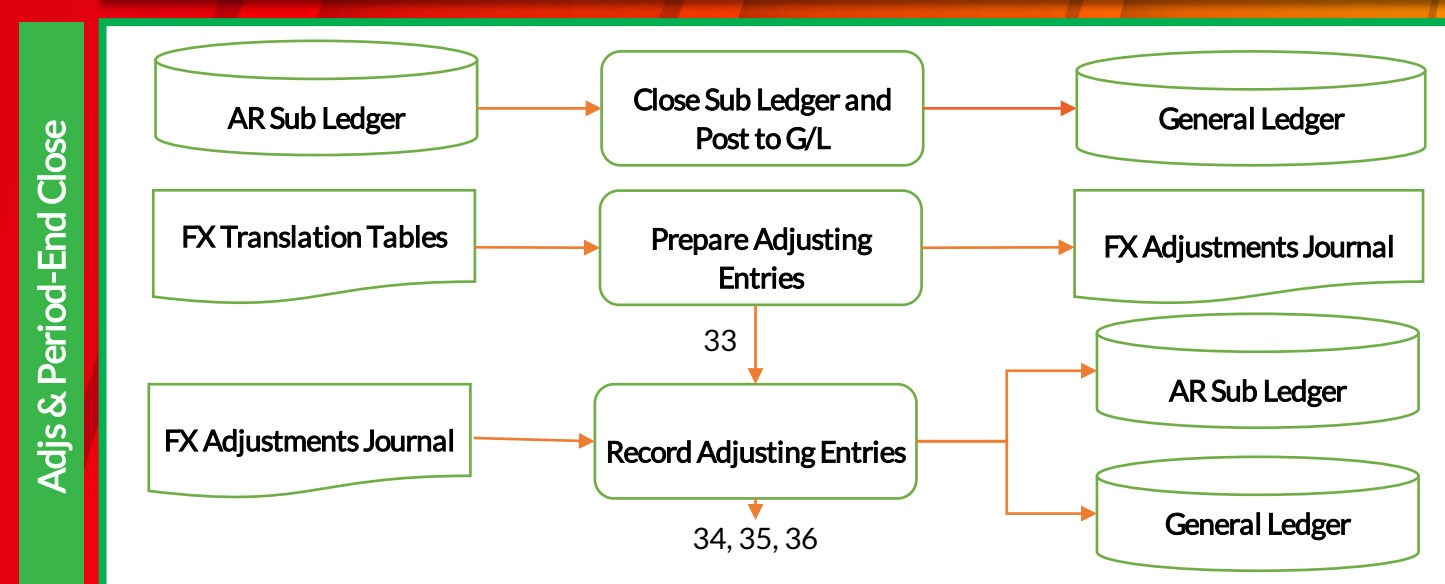 Adjs & Period-End Close
AR Sub Ledger
Close Sub Ledger and
Post to G/L
General Ledger
FX Translation Tables
Prepare Adjusting
Entries
FX Adjustments Journal
33
FX Adjustments Journal
Record Adjusting Entries
AR Sub Ledger
General Ledger
34, 35, 36